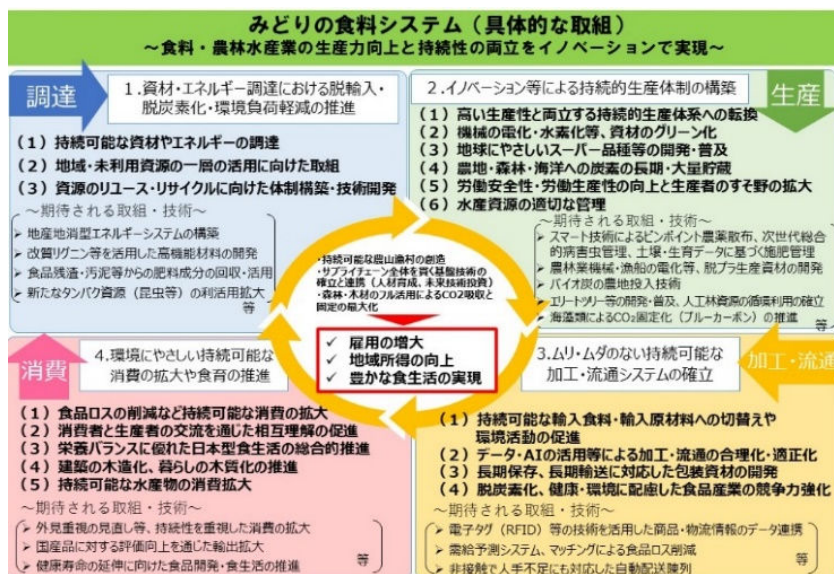 みどりの食料システム（具体的な取組）
～食料・農林水産業の生産力向上と持続性の両立をイノベーションで実現～
調達
1.資材・エネルギー調達における脱輸入・
脱炭素化・環境負荷軽減の推進
（1）持続可能な資材やエネルギーの調達
（2）地域・未利用資源の一層の活用に向けた取組
（3）資源のリユース・リサイクルに向けた体制構築・技術開発
～期待される取組・技術～
➢ 地産地消型エネルギーシステムの構築
➢ 改質リグニン等を活用した高機能材料の開発
➢ 食品残渣・汚泥等からの肥料成分の回収・活用
➢ 新たなタンパク資源（昆虫等）の利活用拡大
等
2.イノベーション等による持続的生産体制の構築
生産
（1）高い生産性と両立する持続的生産体系への転換
（2）機械の電化・水素化等、資材のグリーン化
（3）地球にやさしいスーパー品種等の開発・普及
（4）農地・森林・海洋への炭素の長期・大量貯蔵
（5）労働安全性・労働生産性の向上と生産者のすそ野の拡大
（6）水産資源の適切な管理
～期待される取組・技術～
➢ スマート技術によるピンポイント農薬散布、次世代総合
的病害虫管理、土壌・生育データに基づく施肥管理
➢ 農林業機械・漁船の電化等、脱プラ生産資材の開発
➢ バイオ炭の農地投入技術
➢ エリートツリー等の開発・普及、人工林資源の循環利用の確立
➢ 海藻類によるCO₂固定化（ブルーカーボン）の推進
等
・持続可能な農山漁村の創造
・サプライチェーン全体を貫く基盤技術の
確立と連携（人材育成、未来技術投資）
・森林・木材のフル活用によるCO2吸収と
固定の最大化
✓ 雇用の増大
✓ 地域所得の向上
✓ 豊かな食生活の実現
消費
4.環境にやさしい持続可能な
消費の拡大や食育の推進
（1）食品ロスの削減など持続可能な消費の拡大
（2）消費者と生産者の交流を通じた相互理解の促進
（3）栄養バランスに優れた日本型食生活の総合的推進
（4）建築の木造化、暮らしの木質化の推進
（5）持続可能な水産物の消費拡大
～期待される取組・技術～
➢ 外見重視の見直し等、持続性を重視した消費の拡大
➢ 国産品に対する評価向上を通じた輸出拡大
➢ 健康寿命の延伸に向けた食品開発・食生活の推進
等
3.ムリ・ムダのない持続可能な
加工・流通システムの確立
加工・流通
（1）持続可能な輸入食料・輸入原材料への切替えや
環境活動の促進
（2）データ・AIの活用等による加工・流通の合理化・適正化
（3）長期保存、長期輸送に対応した包装資材の開発
（4）脱炭素化、健康・環境に配慮した食品産業の競争力強化
～期待される取組・技術～
➢ 電子タグ（RFID）等の技術を活用した商品・物流情報のデータ連携
➢ 需給予測システム、マッチングによる食品ロス削減
➢ 非接触で人手不足にも対応した自動配送陳列
等